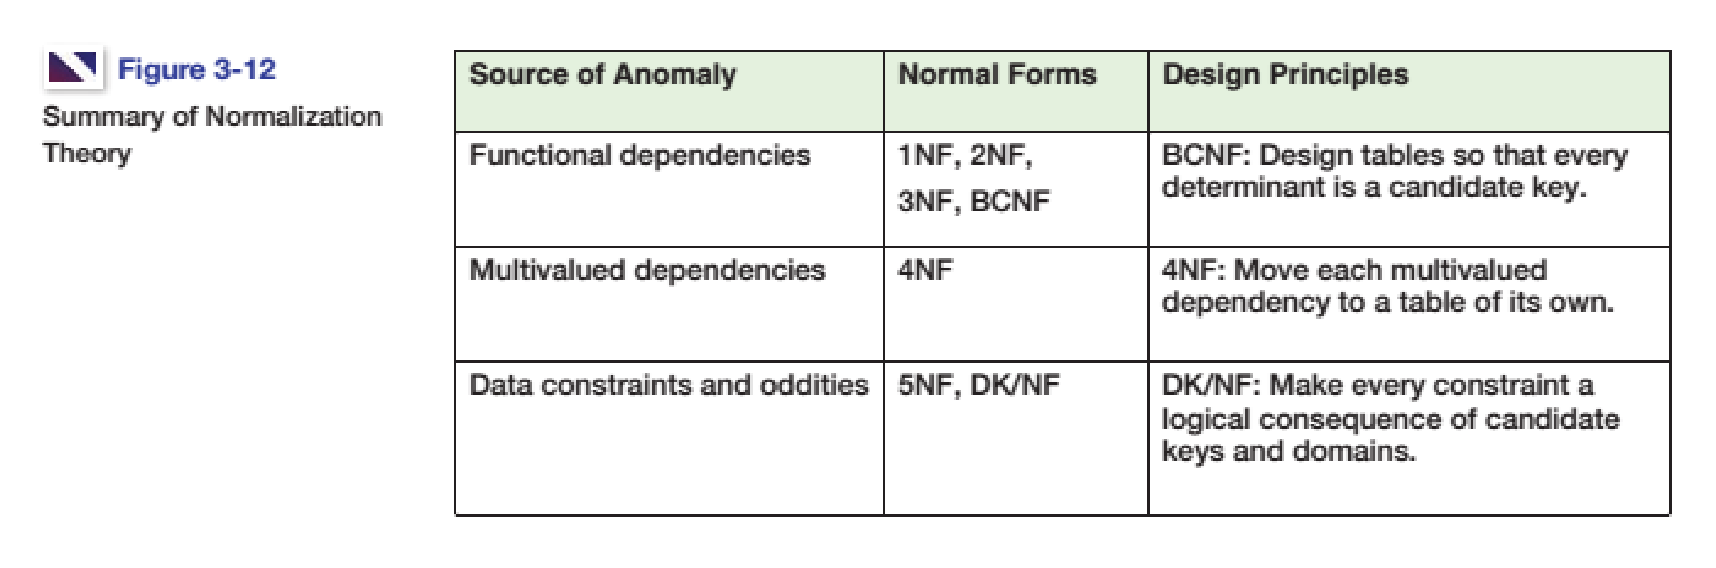 Figure 3-12
Summary of Normalization
Theory
Source of Anomaly
Normal Forms
Design Principles
Functional dependencies
1NF, 2NF,
3NF, BCNF
BCNF: Design tables so that every
determinant is a candidate key.
Multivalued dependencies
4NF
4NF: Move each multivalued
dependency to a table of its own.
Data constraints and oddities
5NF, DK/NF
DK/NF: Make every constraint a
logical consequence of candidate
keys and domains.